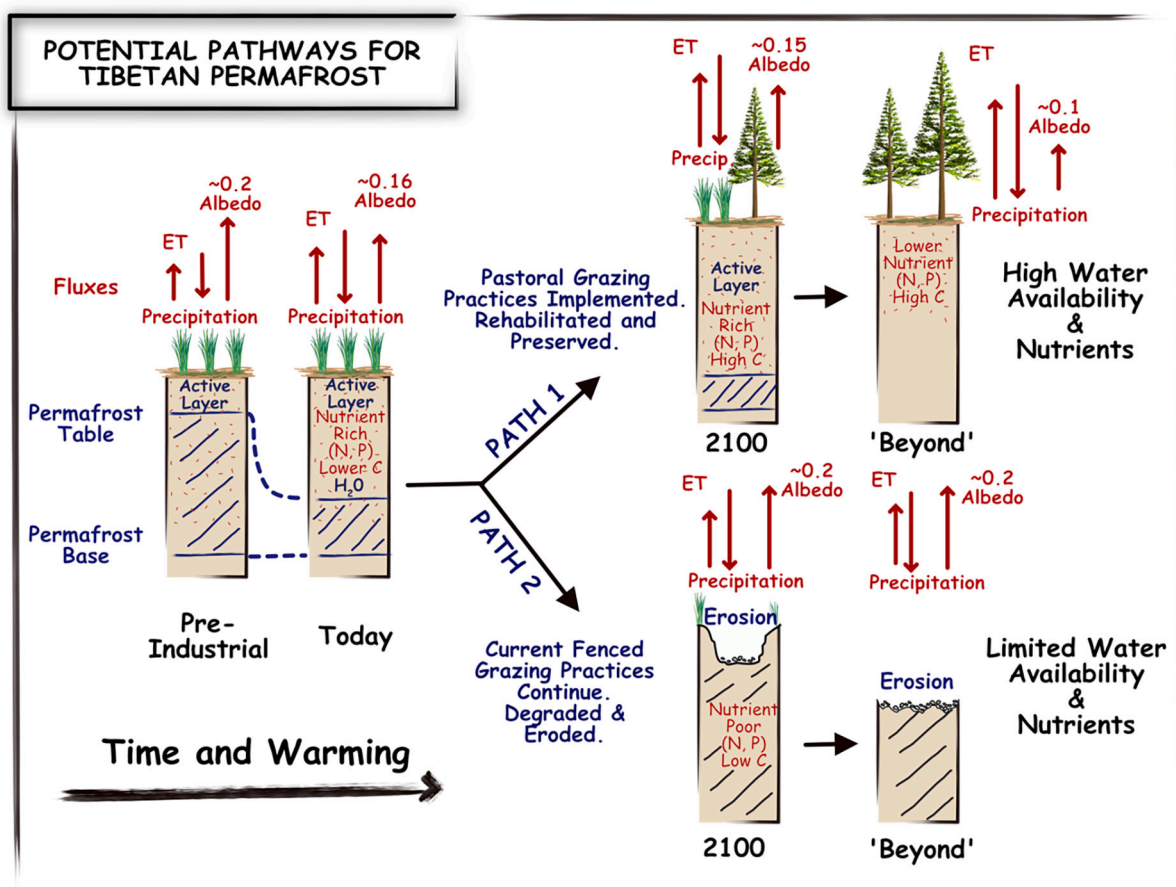 POTENTIAL PATHWAYS FOR
TIBETAN PERMAFROST
Fluxes
ET
~0.2
Albedo
Precipitation
ET
~0.16
Albedo
Precipitation
Active
Layer
Active
Layer
Nutrient
Rich
(N, P)
Lower C
H₂0
Permafrost
Table
Permafrost
Base
Pre-
Industrial
Today
Time and Warming
PATH 1
Pastoral Grazing
Practices Implemented.
Rehabilitated and
Preserved.
PATH 2
Current Fenced
Grazing Practices
Continue.
Degraded &
Eroded.
ET
~0.15
Albedo
Precip.
Active
Layer
Nutrient
Rich
(N, P)
High C
2100
ET
~0.1
Albedo
Precipitation
Lower
Nutrient
(N, P)
High C
'Beyond'
High Water
Availability
&
Nutrients
ET
~0.2
Albedo
Precipitation
Erosion
Nutrient
Poor
(N, P)
Low C
2100
ET
~0.2
Albedo
Precipitation
Erosion
'Beyond'
Limited Water
Availability
&
Nutrients